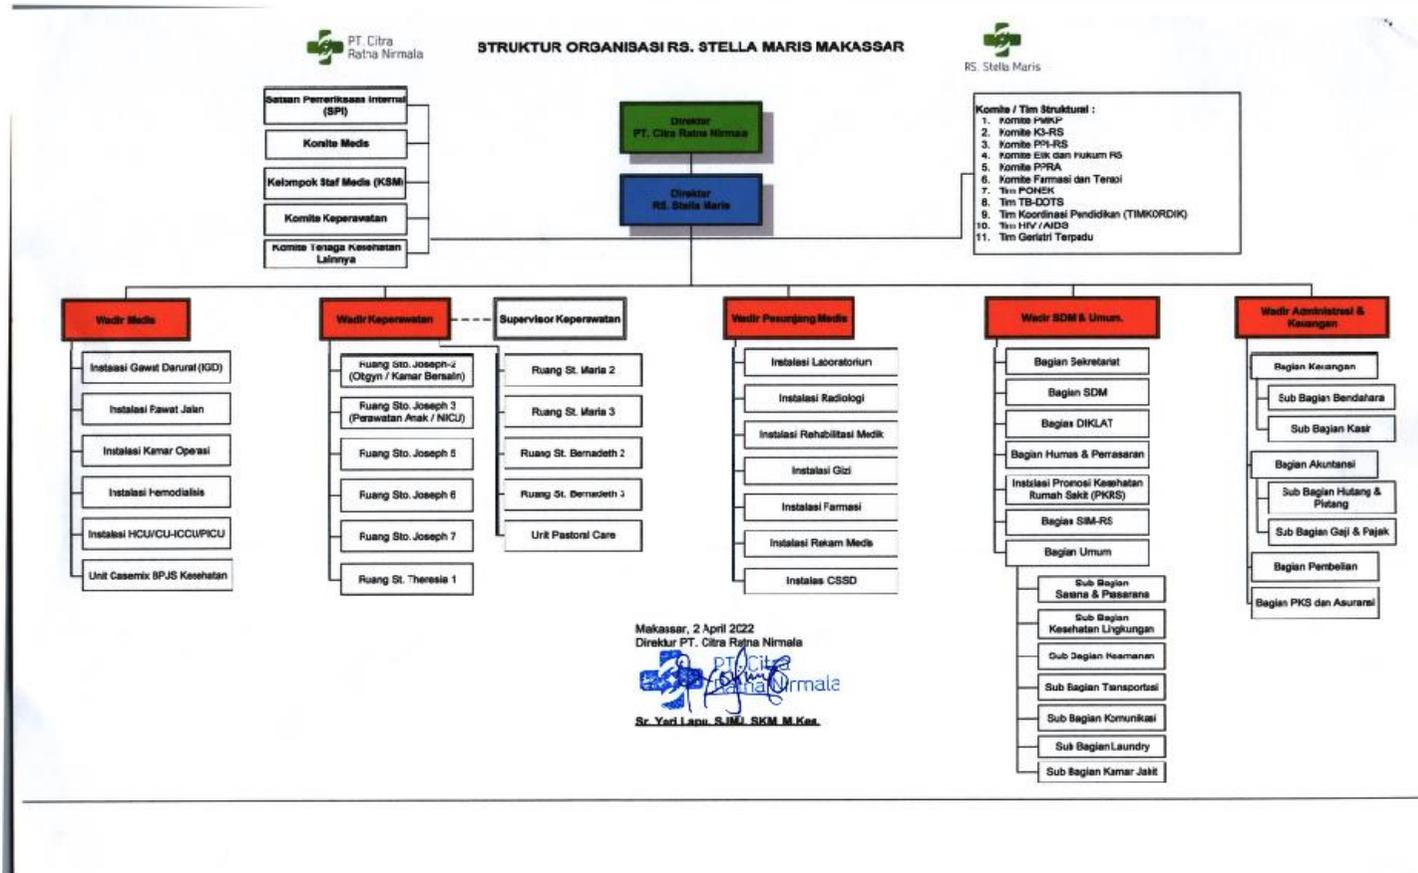 PT. Citra
Ratna Nirmala
STRUKTUR ORGANISASI RS. STELLA MARIS MAKASSAR
RS. Stella Maris
Satuan Pemeriksaan Internal
(SPI)
Komite Medis
Kelompok Staf Medis (KSM)
Komite Keperawatan
Komite Tenaga Kesehatan
Lainnya
Direktur
PT. Citra Ratna Nirmala
Direktur
RS. Stella Maris
Komite / Tim Struktural :
1. Komite PMKP
2. Komite K3-RS
3. Komite PPI-RS
4. Komite Etik dan Hukum RS
5. Komite PPRA
6. Komite Farmasi dan Terapi
7. Tim PONEK
8. Tim TB-DOTS
9. Tim Koordinasi Pendidikan (TIMKORDIK)
10. Tim HIV / AIDS
11. Tim Geriatri Terpadu
Wadir Medis
Instalasi Gawat Darurat (IGD)
Instalasi Rawat Jalan
Instalasi Kamar Operasi
Instalasi Hemodialisis
Instalasi HCU/ICU-ICCU/PICU
Unit Casemix BPJS Kesehatan
Wadir Keperawatan
Supervisor Keperawatan
Ruang Sto. Joseph-2
(Obgyn / Kamar Bersalin)
Ruang Sto. Joseph 3
(Perawatan Anak / NICU)
Ruang Sto. Joseph 5
Ruang Sto. Joseph 6
Ruang Sto. Joseph 7
Ruang St. Theresia 1
Ruang St. Maria 2
Ruang St. Maria 3
Ruang St. Bernadeth 2
Ruang St. Bernadeth 3
Unit Pastoral Care
Wadir Penunjang Medis
Instalasi Laboratorium
Instalasi Radiologi
Instalasi Rehabilitasi Medik
Instalasi Gizi
Instalasi Farmasi
Instalasi Rekam Medis
Instalasi CSSD
Wadir SDM & Umum.
Bagian Sekretariat
Bagian SDM
Bagian DIKLAT
Bagian Humas & Pemasaran
Instalasi Promosi Kesehatan
Rumah Sakit (PKRS)
Bagian SIM-RS
Bagian Umum
Sub Bagian
Sarana & Prasarana
Sub Bagian
Kesehatan Lingkungan
Sub Bagian Keamanan
Sub Bagian Transportasi
Sub Bagian Komunikasi
Sub Bagian Laundry
Sub Bagian Kamar Jahit
Wadir Administrasi &
Keuangan
Bagian Keuangan
Sub Bagian Bendahara
Sub Bagian Kasir
Bagian Akuntansi
Sub Bagian Hutang &
Piutang
Sub Bagian Gaji & Pajak
Bagian Pembelian
Bagian PKS dan Asuransi
Makassar, 2 April 2022
Direktur PT. Citra Ratna Nirmala
PT. Citra
Ratna Nirmala
Sr. Yeri Lapu, SJMJ, SKM, M.Kes.